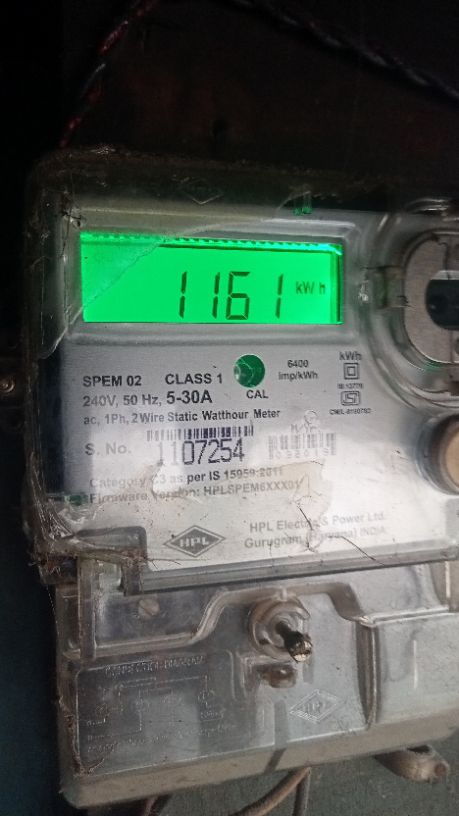 1161 kWh
SPEM 02 CLASS 1
6400 imp/kWh
kWh
240V, 50 Hz, 5-30A
CAL
ac, 1Ph, 2Wire Static Watthour Meter
S. No. 1107254
Category C3 as per IS 15959:2011
Firmware Version: HPLSPEM6XXX01
HPL
HPL Electric & Power Ltd.
Gurugram (Haryana) INDIA
HPL